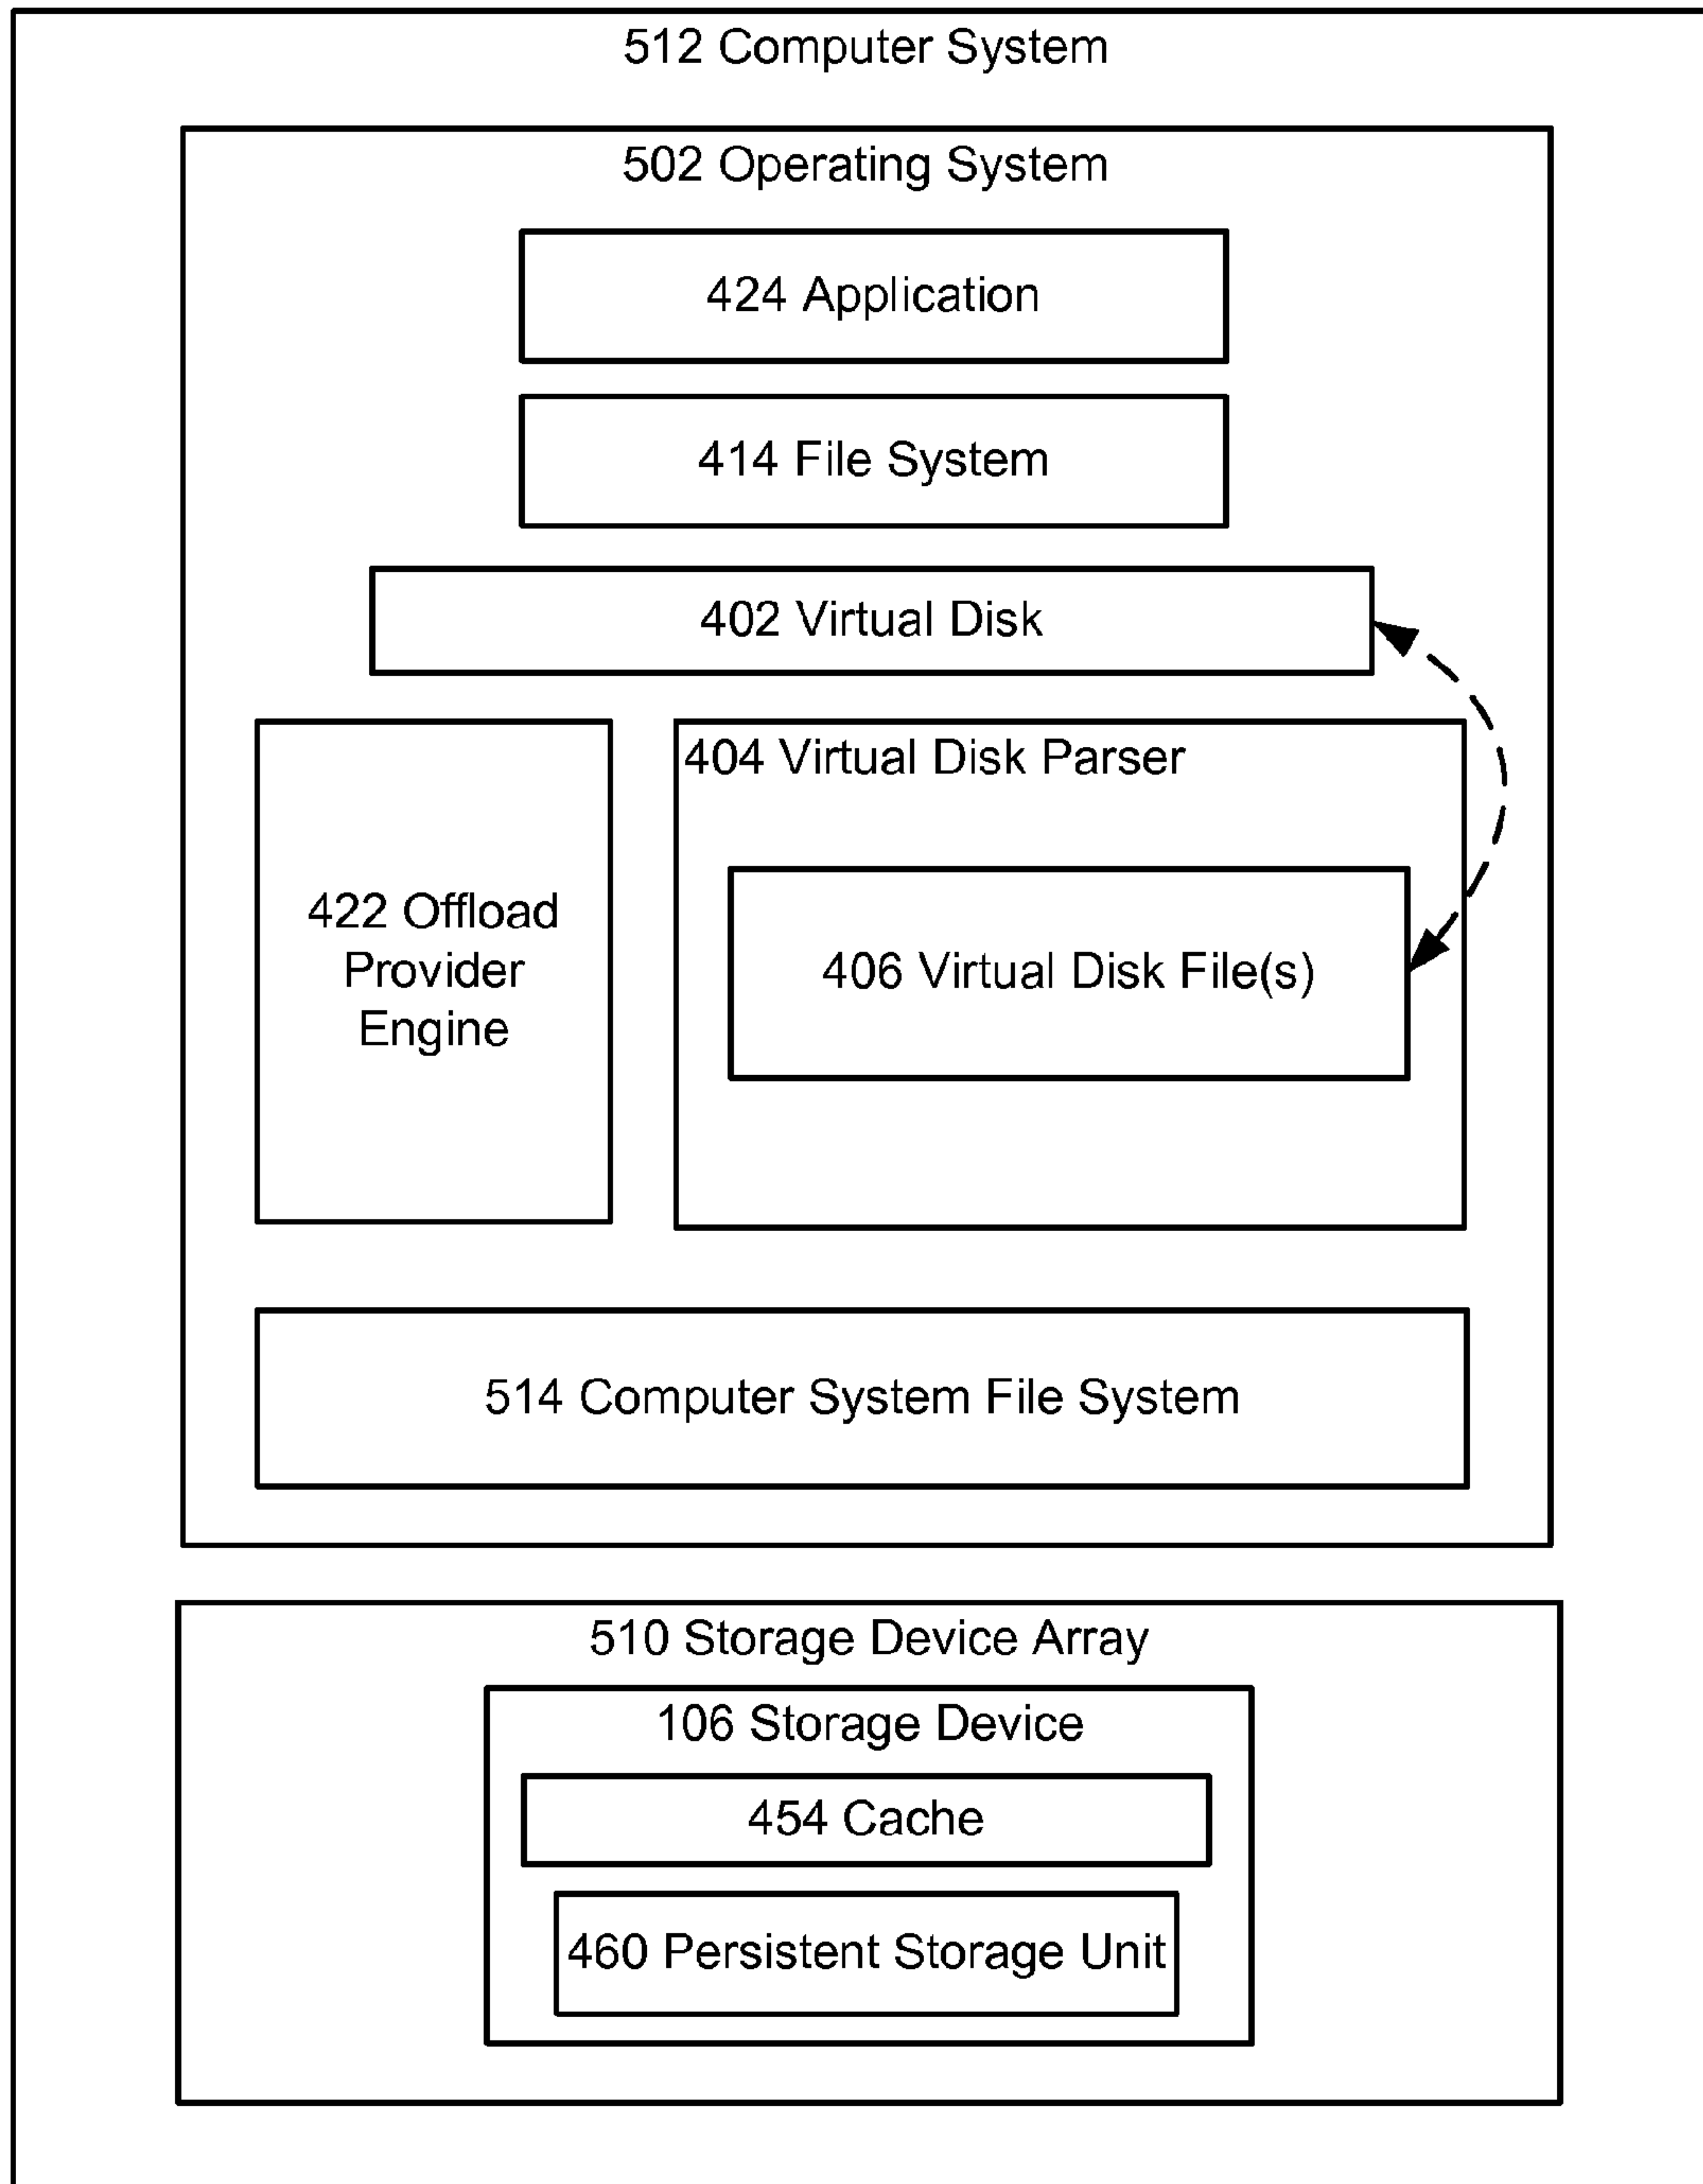 512 Computer System
502 Operating System
424 Application
414 File System
402 Virtual Disk
404 Virtual Disk Parser
422 Offload
Provider
Engine
406 Virtual Disk File(s)
514 Computer System File System
510 Storage Device Array
106 Storage Device
454 Cache
460 Persistent Storage Unit